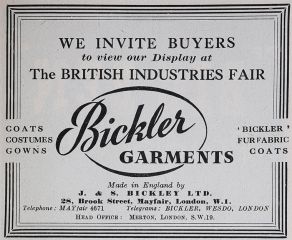 WE INVITE BUYERS
to view our Display at
The BRITISH INDUSTRIES FAIR
COATS
COSTUMES
GOWNS
Bickler
GARMENTS
'BICKLER'
FUR FABRIC
COATS
Made in England by
J. & S. BICKLEY LTD.
28, Brook Street, Mayfair, London, W.1.
Telephone: MAYfair 4671 Telegrams: BICKLER, WESDO, LONDON
HEAD OFFICE: MERTON, LONDON, S.W.19.